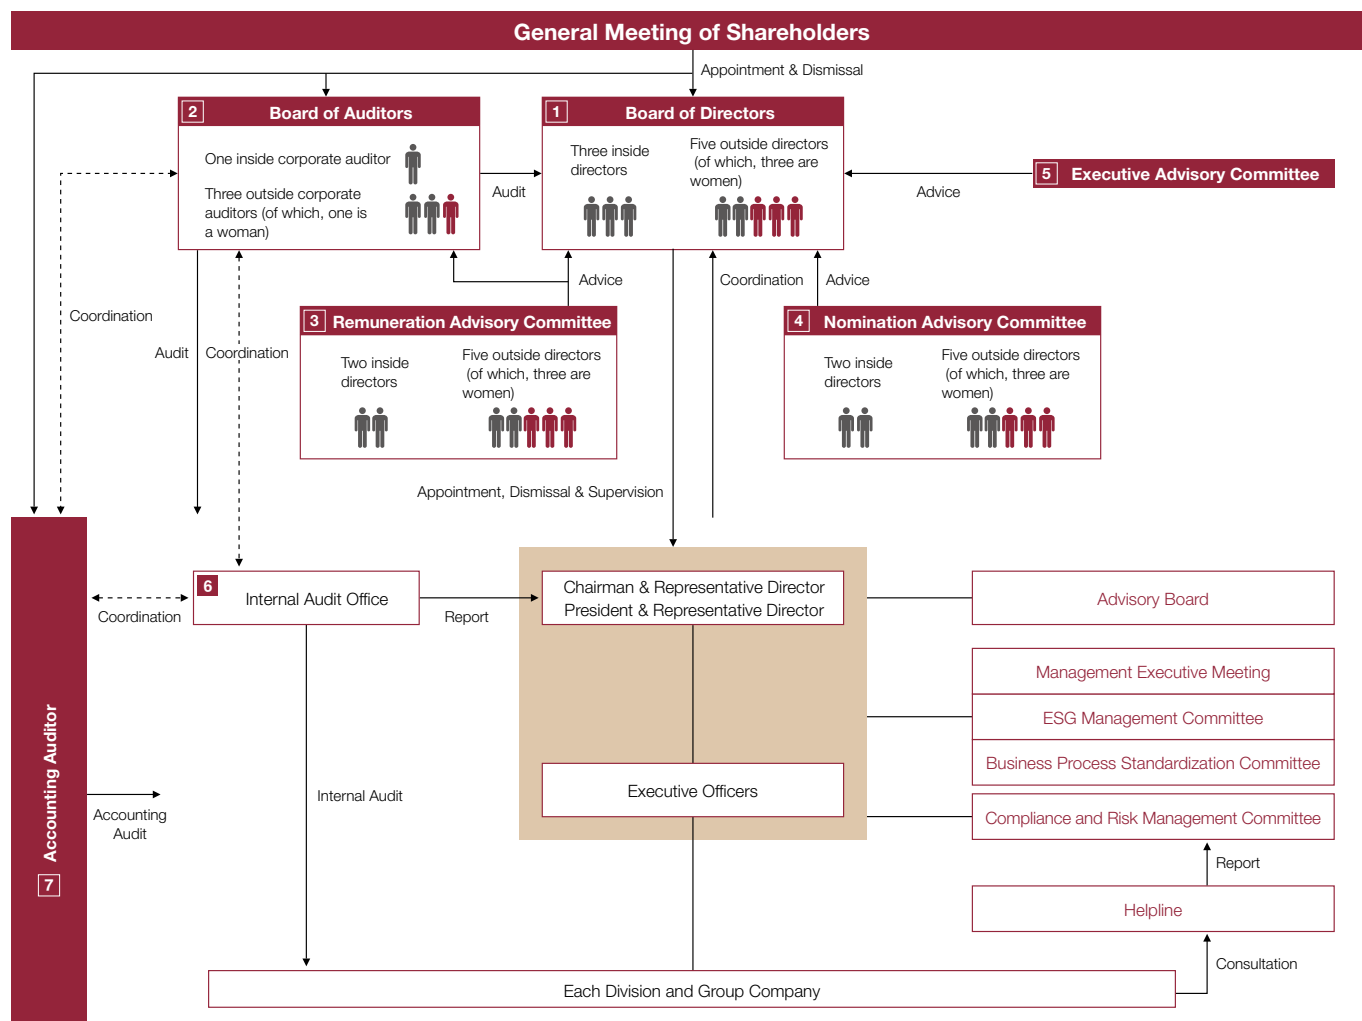 General Meeting of Shareholders
Appointment & Dismissal
2 Board of Auditors
One inside corporate auditor
Three outside corporate
auditors (of which, one is
a woman)
Audit
1 Board of Directors
Three inside
directors
Five outside directors
(of which, three are
women)
Advice
5 Executive Advisory Committee
Coordination
Audit
Coordination
Advice
Coordination
Advice
3 Remuneration Advisory Committee
Two inside
directors
Five outside directors
(of which, three are
women)
4 Nomination Advisory Committee
Two inside
directors
Five outside directors
(of which, three are
women)
Appointment, Dismissal & Supervision
7 Accounting Auditor
Coordination
6 Internal Audit Office
Report
Chairman & Representative Director
President & Representative Director
Advisory Board
Management Executive Meeting
ESG Management Committee
Business Process Standardization Committee
Executive Officers
Internal Audit
Accounting
Audit
Compliance and Risk Management Committee
Report
Helpline
Consultation
Each Division and Group Company